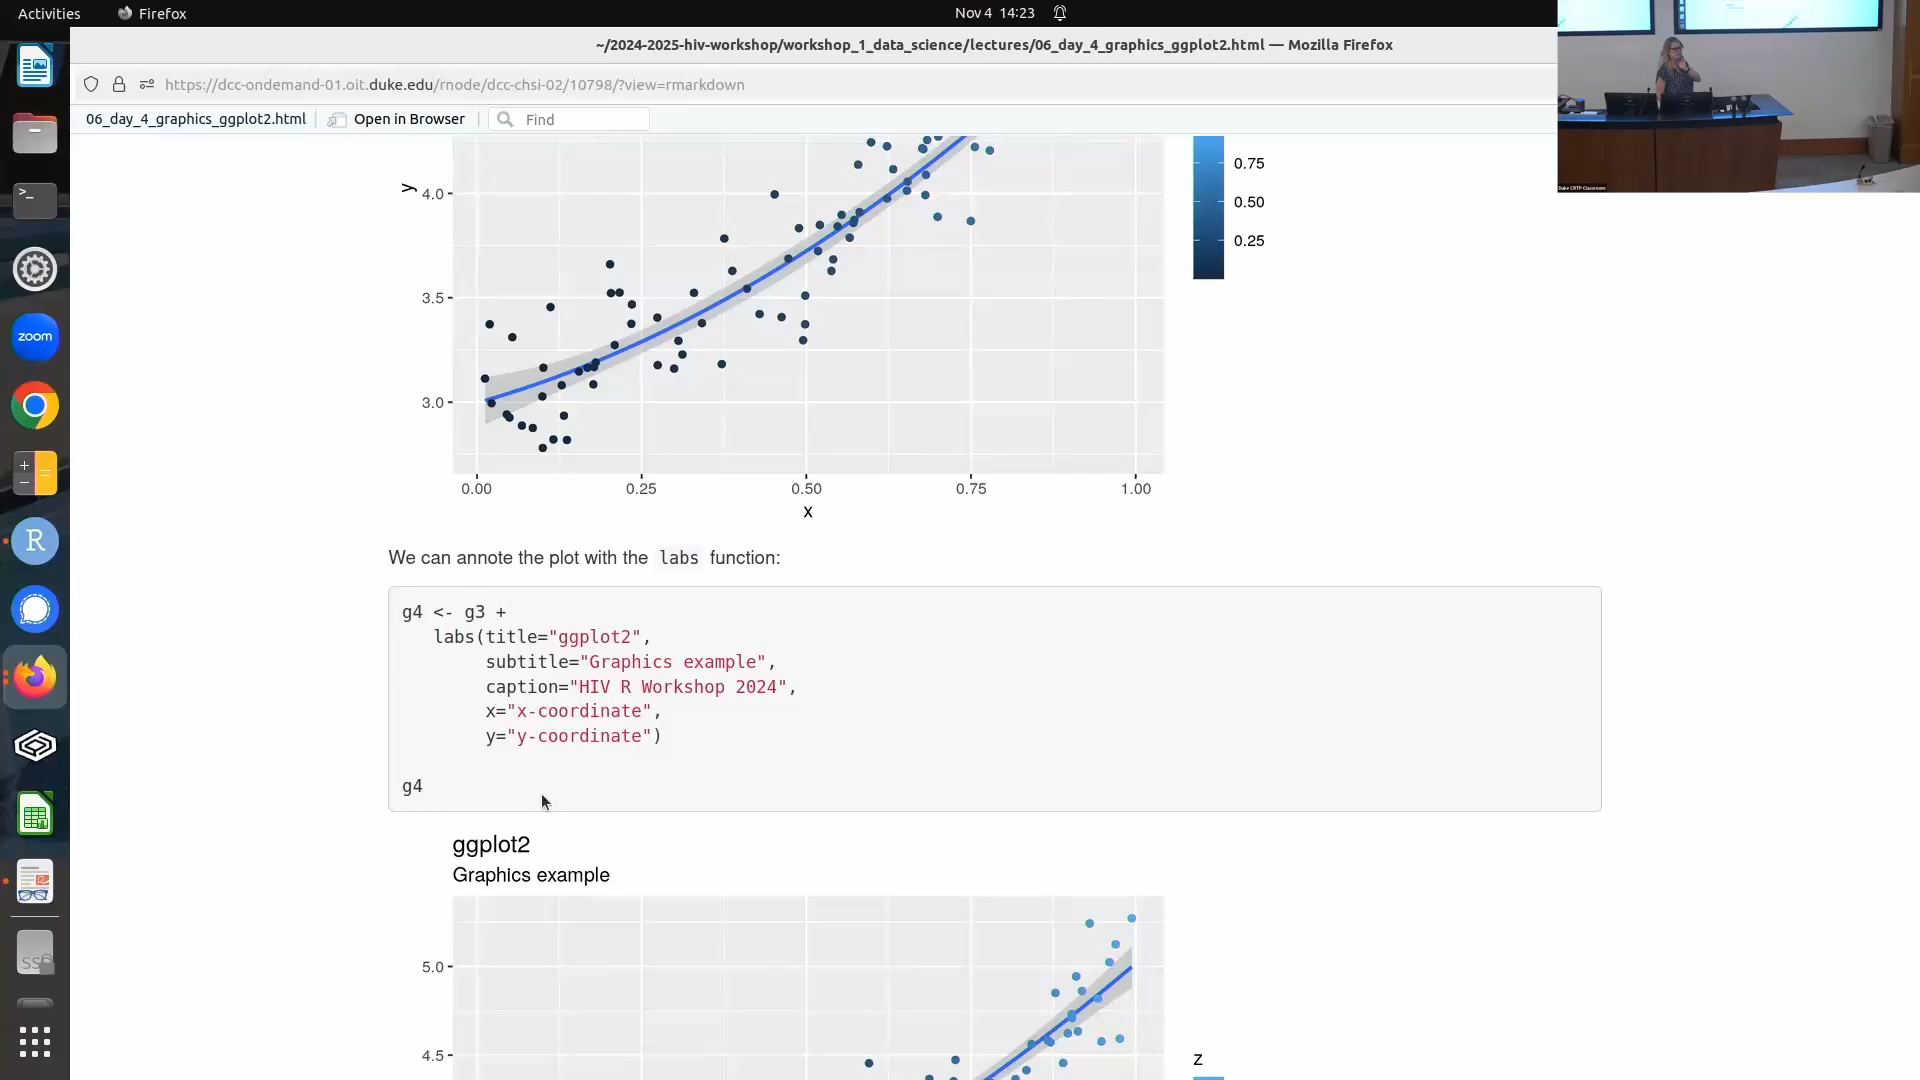 Activities
Firefox
Nov 4 14:23
~/2024-2025-hiv-workshop/workshop_1_data_science/lectures/06_day_4_graphics_ggplot2.html — Mozilla Firefox
https://dcc-ondemand-01.oit.duke.edu/rnode/dcc-chsi-02/10798/?view=rmarkdown
06_day_4_graphics_ggplot2.html
Open in Browser
Find
y
4.0
3.5
3.0
0.75
0.50
0.25
0.00
0.25
0.50
0.75
1.00
x
We can annote the plot with the labs function:
g4 <- g3 +
labs(title="ggplot2",
subtitle="Graphics example",
caption="HIV R Workshop 2024",
x="x-coordinate",
y="y-coordinate")
g4
ggplot2
Graphics example
5.0
4.5
z
zoom
R
SSD
>_
Duke CRTP Classroom